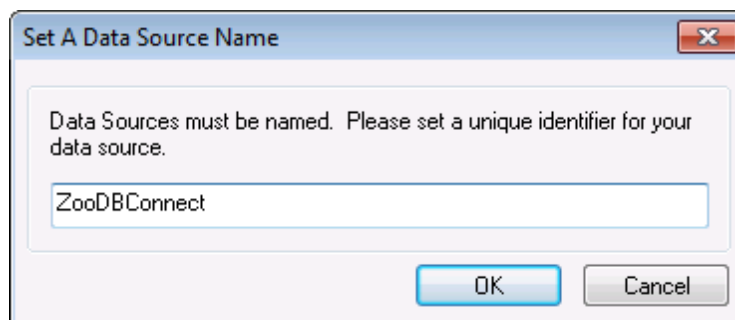 Set A Data Source Name
Data Sources must be named.  Please set a unique identifier for your
data source.
ZooDBConnect
OK
Cancel